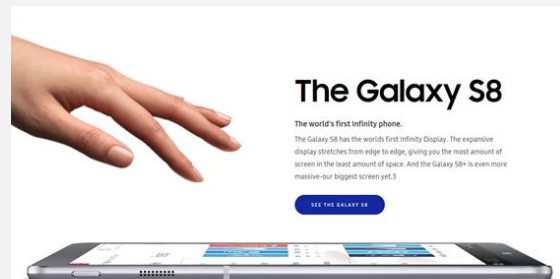 The Galaxy S8
The world's first infinity phone.
The Galaxy S8 has the worlds first Infinity Display. The expansive
display stretches from edge to edge, giving you the most amount of
screen in the least amount of space. And the Galaxy S8+ is even more
massive-our biggest screen yet.3
SEE THE GALAXY S8